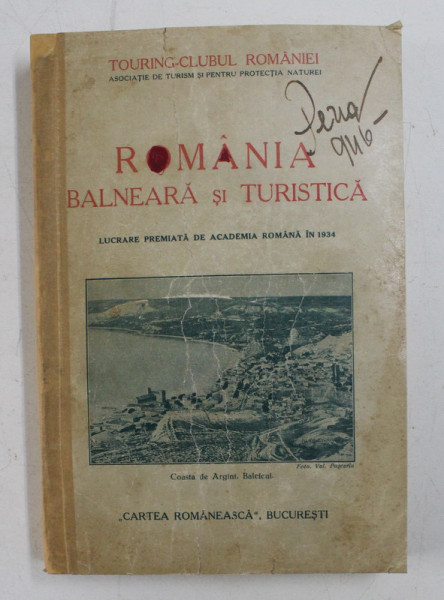 TOURING-CLUBUL ROMÂNIEI
ASOCIAȚIE DE TURISM ȘI PENTRU PROTECȚIA NATUREI
ROMÂNIA
BALNEARĂ ȘI TURISTICĂ
LUCRARE PREMIATĂ DE ACADEMIA ROMÂNĂ ÎN 1934
Foto. Val. Pușcariu
Coasta de Argint. Balcicul
„CARTEA ROMÂNEASCĂ“, BUCUREȘTI